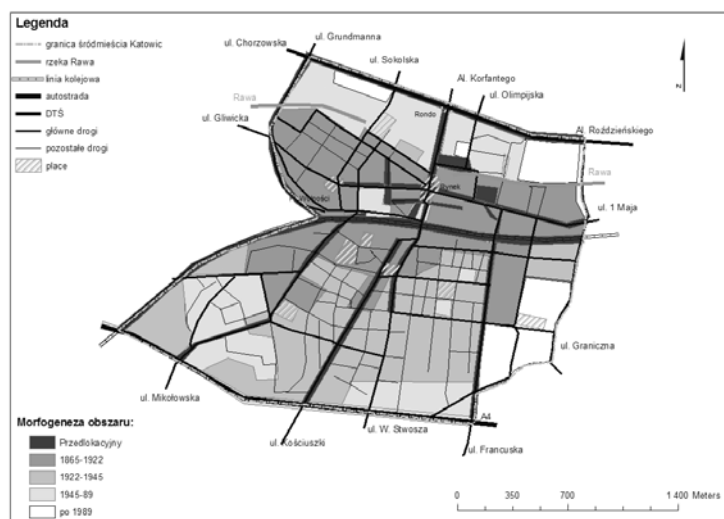 Legenda
granica śródmieścia Katowic
rzeka Rawa
linia kolejowa
autostrada
DTŚ
główne drogi
pozostałe drogi
place
ul. Chorzowska
ul. Grundmanna
ul. Sokolska
Al. Korfantego
ul. Olimpijska
Rawa
ul. Gliwicka
Rondo
Al. Roździeńskiego
Rawa
Rynek
Pl. Wolności
ul. 1 Maja
ul. Graniczna
ul. Mikołowska
ul. Kościuszki
ul. W. Stwosza
A4
ul. Francuska
N
Morfogeneza obszaru:
Przedlokacyjny
1865-1922
1922-1945
1945-89
po 1989
0 350 700 1 400 Meters